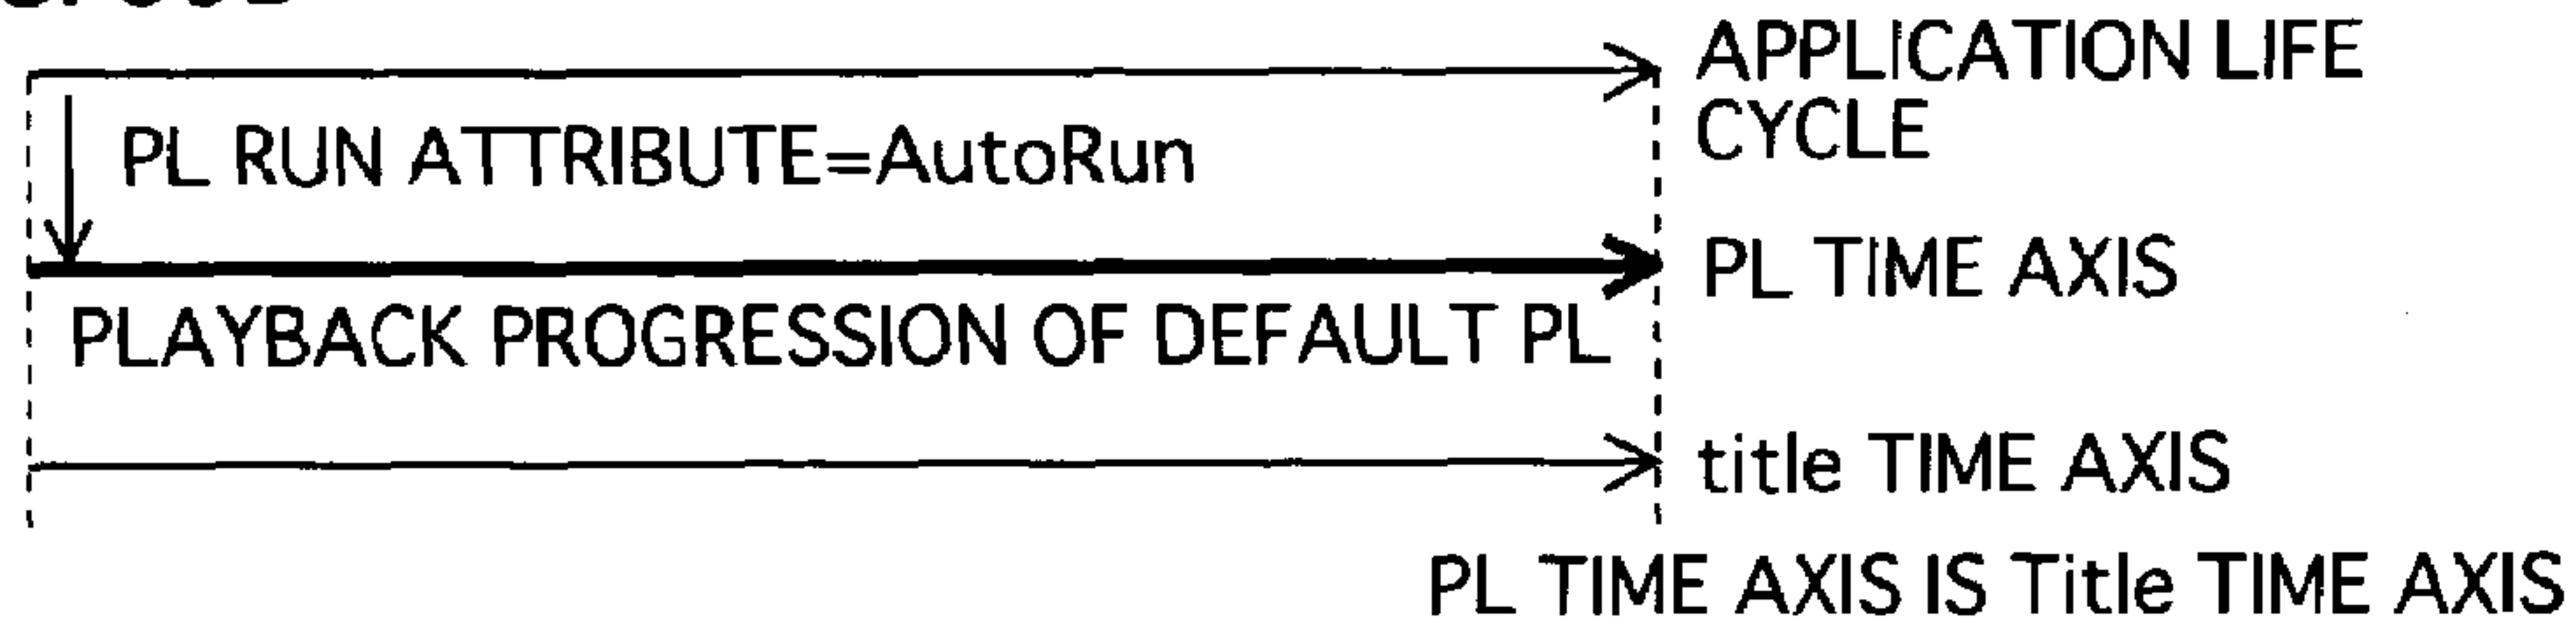 APPLICATION LIFE
CYCLE
PL RUN ATTRIBUTE=AutoRun
PL TIME AXIS
PLAYBACK PROGRESSION OF DEFAULT PL
title TIME AXIS
PL TIME AXIS IS Title TIME AXIS